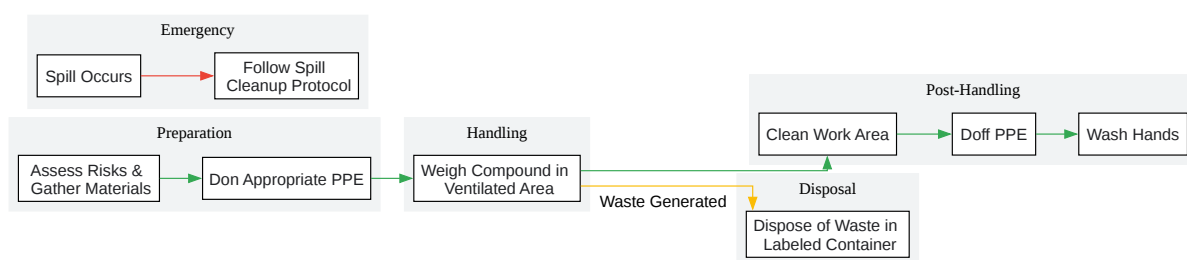 Emergency
Spill Occurs
Follow Spill
Cleanup Protocol
Preparation
Assess Risks &
Gather Materials
Don Appropriate PPE
Handling
Weigh Compound in
Ventilated Area
Waste Generated
Post-Handling
Clean Work Area
Doff PPE
Wash Hands
Disposal
Dispose of Waste in
Labeled Container